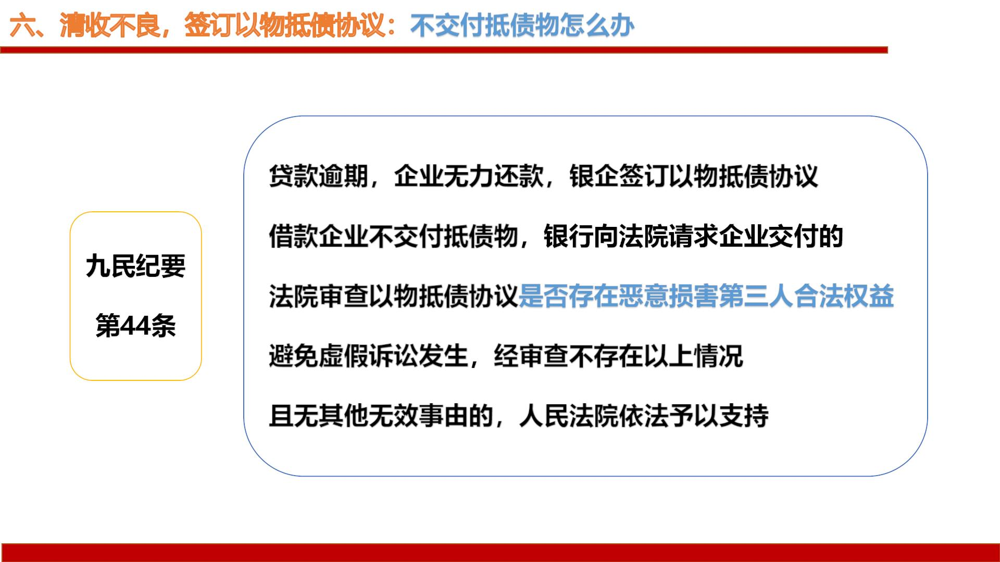 六、清收不良，签订以物抵债协议：不交付抵债物怎么办
九民纪要
第44条
贷款逾期，企业无力还款，银企签订以物抵债协议
借款企业不交付抵债物，银行向法院请求企业交付的
法院审查以物抵债协议是否存在恶意损害第三人合法权益
避免虚假诉讼发生，经审查不存在以上情况
且无其他无效事由的，人民法院依法予以支持